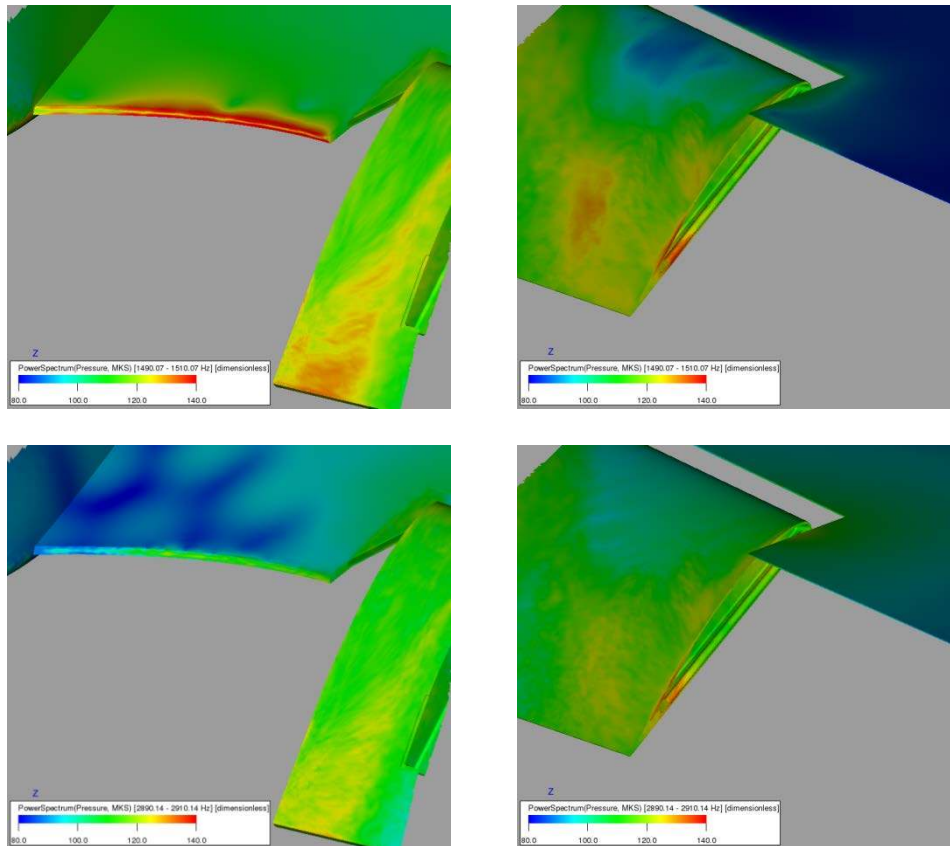 Z
PowerSpectrum(Pressure, MKS) [1490.07 - 1510.07 Hz] [dimensionless]
80.0 100.0 120.0 140.0
Z
PowerSpectrum(Pressure, MKS) [1490.07 - 1510.07 Hz] [dimensionless]
80.0 100.0 120.0 140.0
Z
PowerSpectrum(Pressure, MKS) [2890.14 - 2910.14 Hz] [dimensionless]
80.0 100.0 120.0 140.0
Z
PowerSpectrum(Pressure, MKS) [2890.14 - 2910.14 Hz] [dimensionless]
80.0 100.0 120.0 140.0